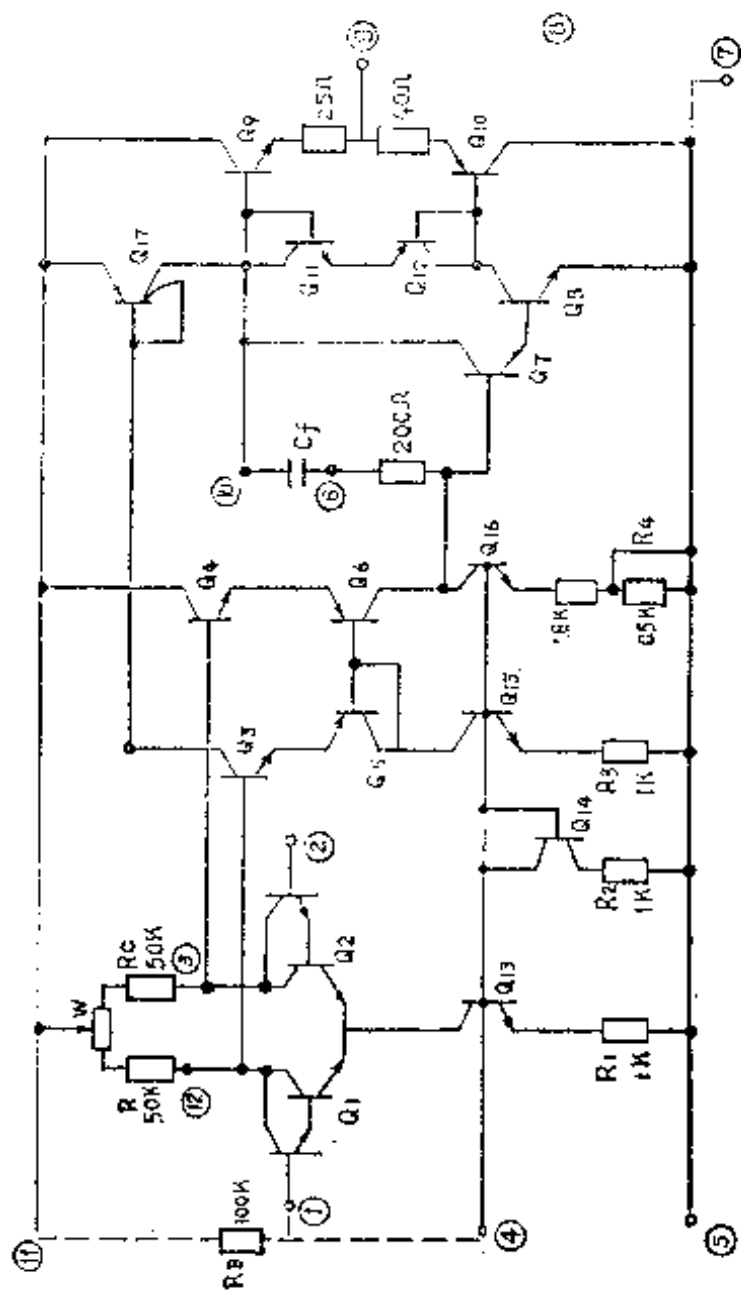 ⑪
RB
100K
①
④
⑤
R
50K
⑫
W
RC
50K
③
Q1
Q2
②
Q13
R1
1K
R2
1K
Q14
R3
1K
Q15
Q3
Q5
Q4
Q6
Q16
R4
⑩
Cf
⑥
200Ω
Q7
Q8
Q17
Q11
Q9
25Ω
40Ω
Q10
⑦